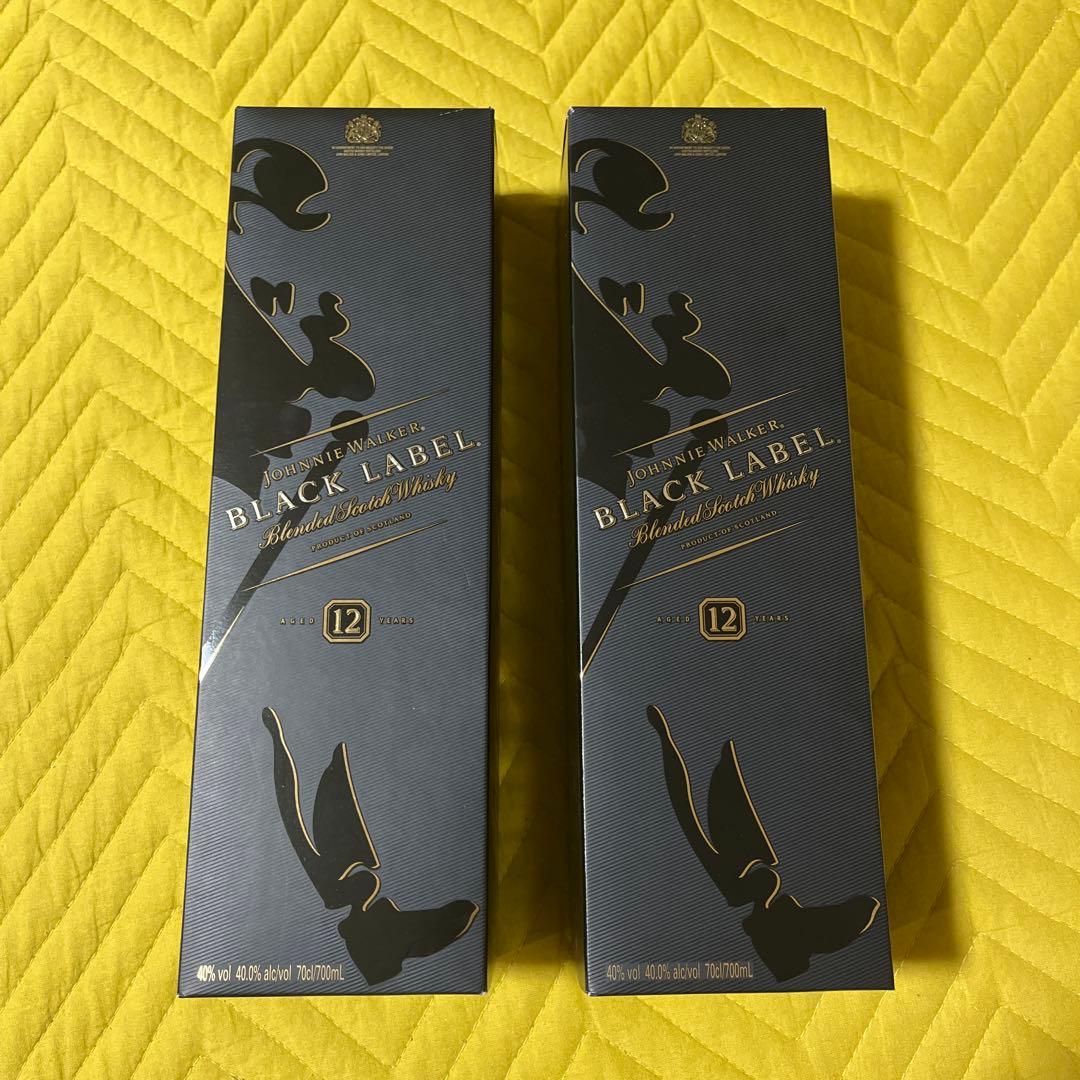 JOHNNIE WALKER®
BLACK LABEL®
Blended Scotch Whisky
PRODUCT OF SCOTLAND
AGED 12 YEARS
40% vol 40.0% alc/vol 70cl/700mL
JOHNNIE WALKER®
BLACK LABEL®
Blended Scotch Whisky
PRODUCT OF SCOTLAND
AGED 12 YEARS
40% vol 40.0% alc/vol 70cl/700mL